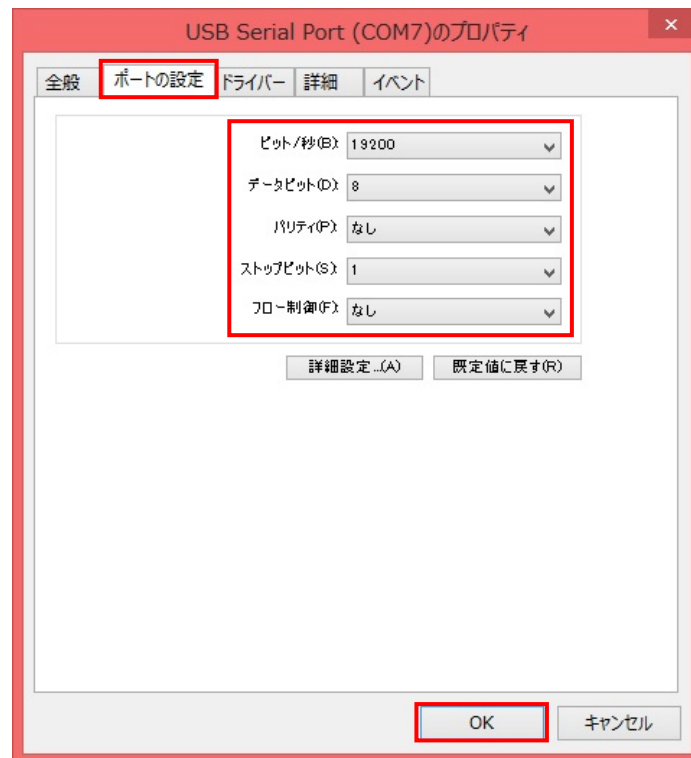 USB Serial Port (COM7)のプロパティ
全般 ポートの設定 ドライバー 詳細 イベント
ビット/秒(B): 19200
データビット(D): 8
パリティ(P): なし
ストップビット(S): 1
フロー制御(F): なし
詳細設定...(A) 既定値に戻す(R)
OK キャンセル